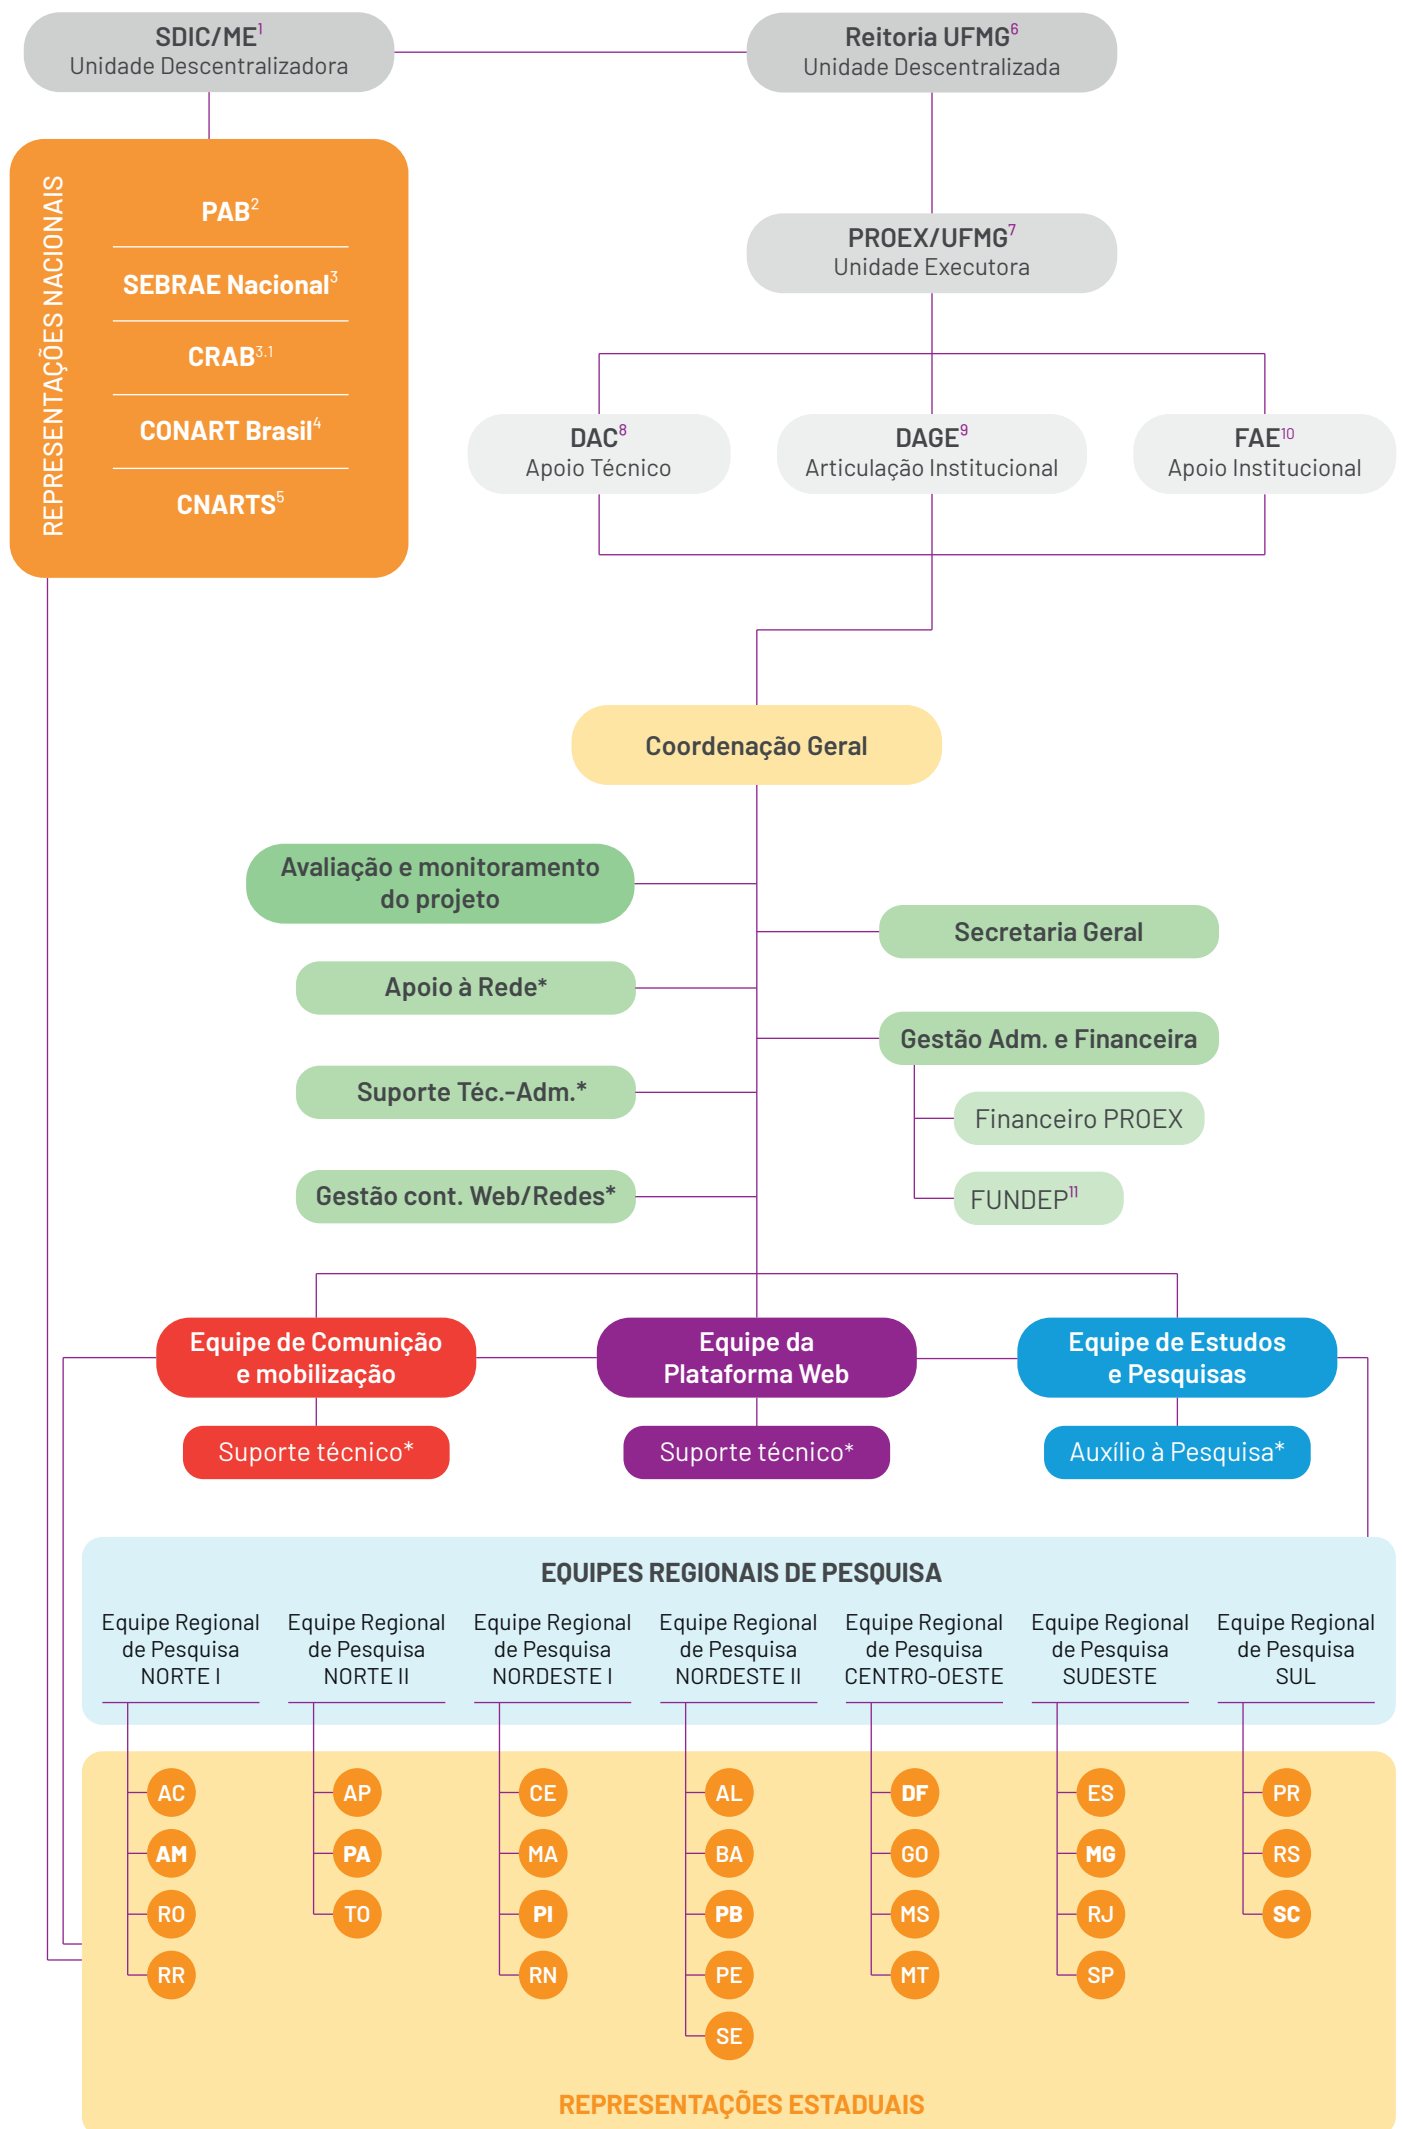 SDIC/ME¹
Unidade Descentralizadora
Reitoria UFMG⁶
Unidade Descentralizada
REPRESENTAÇÕES NACIONAIS
PAB²
SEBRAE Nacional³
CRAB³·¹
CONART Brasil⁴
CNARTS⁵
PROEX/UFMG⁷
Unidade Executora
DAC⁸
Apoio Técnico
DAGE⁹
Articulação Institucional
FAE¹⁰
Apoio Institucional
Coordenação Geral
Avaliação e monitoramento
do projeto
Secretaria Geral
Apoio à Rede*
Gestão Adm. e Financeira
Suporte Téc.-Adm.*
Financeiro PROEX
Gestão cont. Web/Redes*
FUNDEP¹¹
Equipe de Comunição
e mobilização
Equipe da
Plataforma Web
Equipe de Estudos
e Pesquisas
Suporte técnico*
Suporte técnico*
Auxílio à Pesquisa*
EQUIPES REGIONAIS DE PESQUISA
Equipe Regional
de Pesquisa
NORTE I
Equipe Regional
de Pesquisa
NORTE II
Equipe Regional
de Pesquisa
NORDESTE I
Equipe Regional
de Pesquisa
NORDESTE II
Equipe Regional
de Pesquisa
CENTRO-OESTE
Equipe Regional
de Pesquisa
SUDESTE
Equipe Regional
de Pesquisa
SUL
AC
AM
RO
RR
AP
PA
TO
CE
MA
PI
RN
AL
BA
PB
PE
SE
DF
GO
MS
MT
ES
MG
RJ
SP
PR
RS
SC
REPRESENTAÇÕES ESTADUAIS